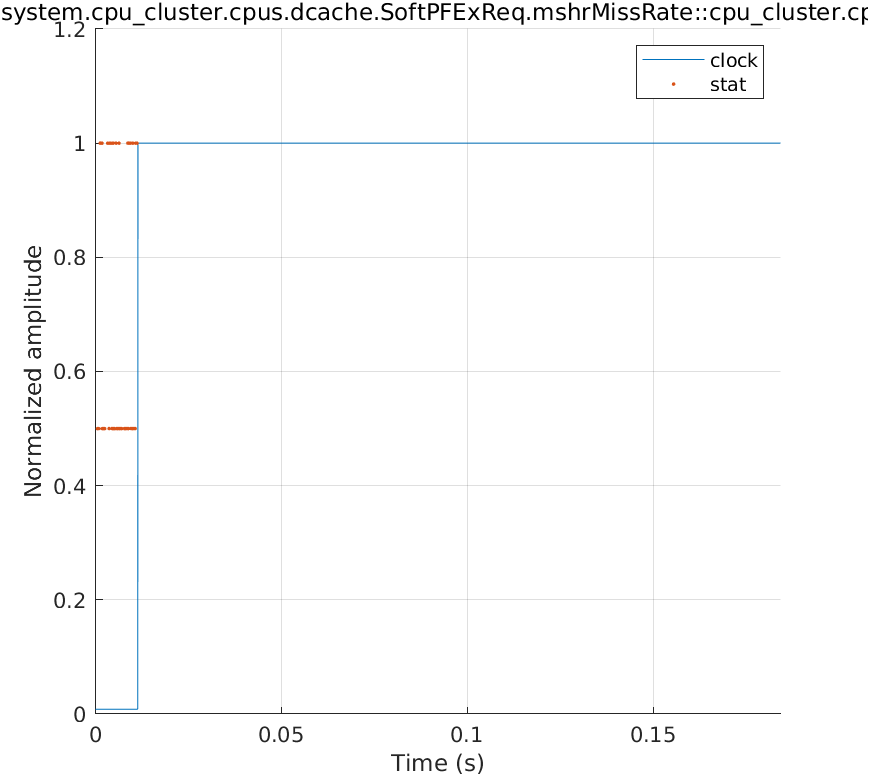 system.cpu_cluster.cpus.dcache.SoftPFExReq.mshrMissRate::cpu_cluster.cp
1.2
1
0.8
0.6
0.4
0.2
0
Normalized amplitude
clock
stat
0
0.05
0.1
0.15
Time (s)